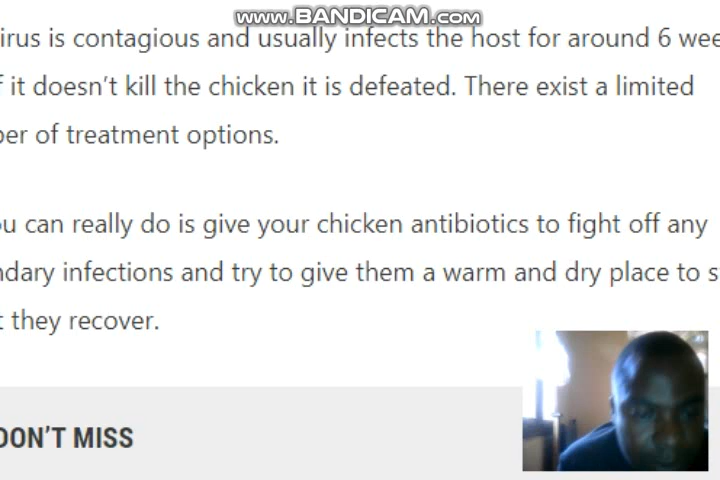 www.BANDICAM.com
irus is contagious and usually infects the host for around 6 wee
f it doesn't kill the chicken it is defeated. There exist a limited
ber of treatment options.
u can really do is give your chicken antibiotics to fight off any
ndary infections and try to give them a warm and dry place to s
t they recover.
DON'T MISS